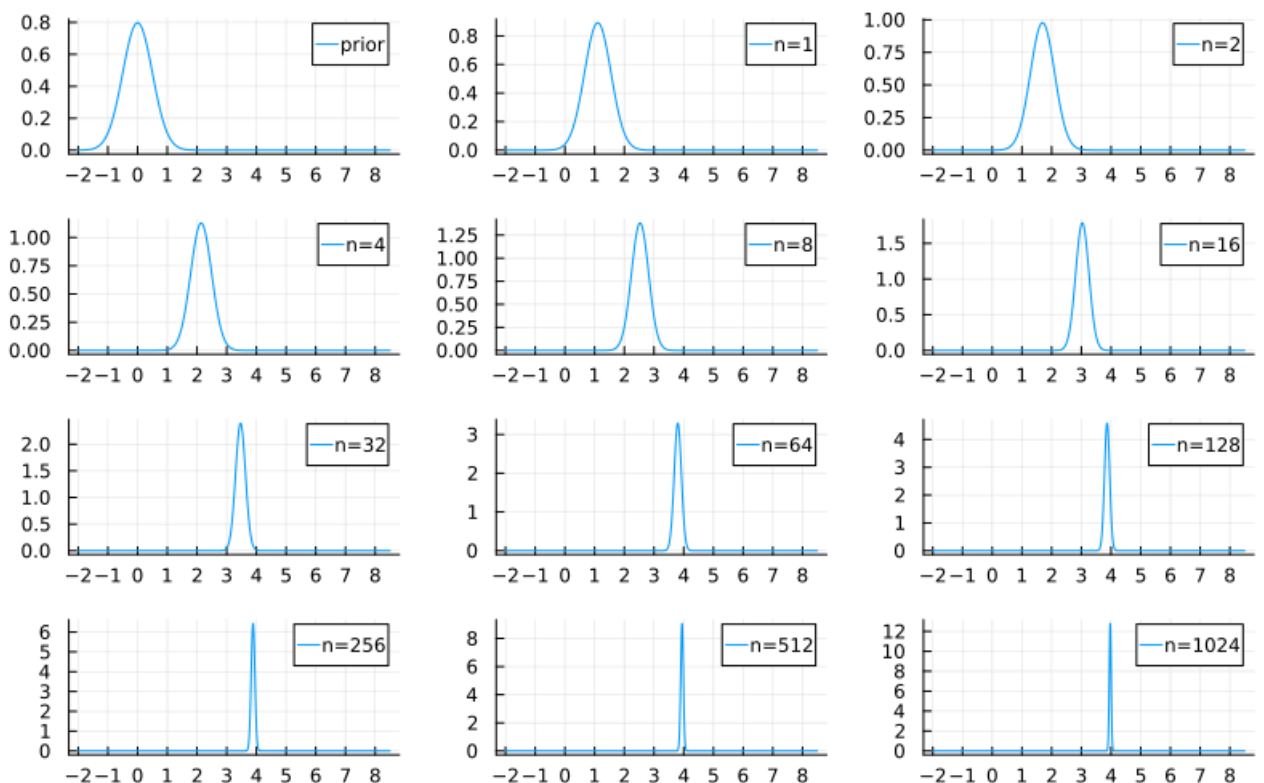 0.8 0.6 0.4 0.2 0.0
prior
−2 −1 0 1 2 3 4 5 6 7 8
0.8 0.6 0.4 0.2 0.0
n=1
−2 −1 0 1 2 3 4 5 6 7 8
1.00 0.75 0.50 0.25 0.00
n=2
−2 −1 0 1 2 3 4 5 6 7 8
1.00 0.75 0.50 0.25 0.00
n=4
−2 −1 0 1 2 3 4 5 6 7 8
1.25 1.00 0.75 0.50 0.25 0.00
n=8
−2 −1 0 1 2 3 4 5 6 7 8
1.5 1.0 0.5 0.0
n=16
−2 −1 0 1 2 3 4 5 6 7 8
2.0 1.5 1.0 0.5 0.0
n=32
−2 −1 0 1 2 3 4 5 6 7 8
3 2 1 0
n=64
−2 −1 0 1 2 3 4 5 6 7 8
4 3 2 1 0
n=128
−2 −1 0 1 2 3 4 5 6 7 8
6 5 4 3 2 1 0
n=256
−2 −1 0 1 2 3 4 5 6 7 8
8 6 4 2 0
n=512
−2 −1 0 1 2 3 4 5 6 7 8
12 10 8 6 4 2 0
n=1024
−2 −1 0 1 2 3 4 5 6 7 8